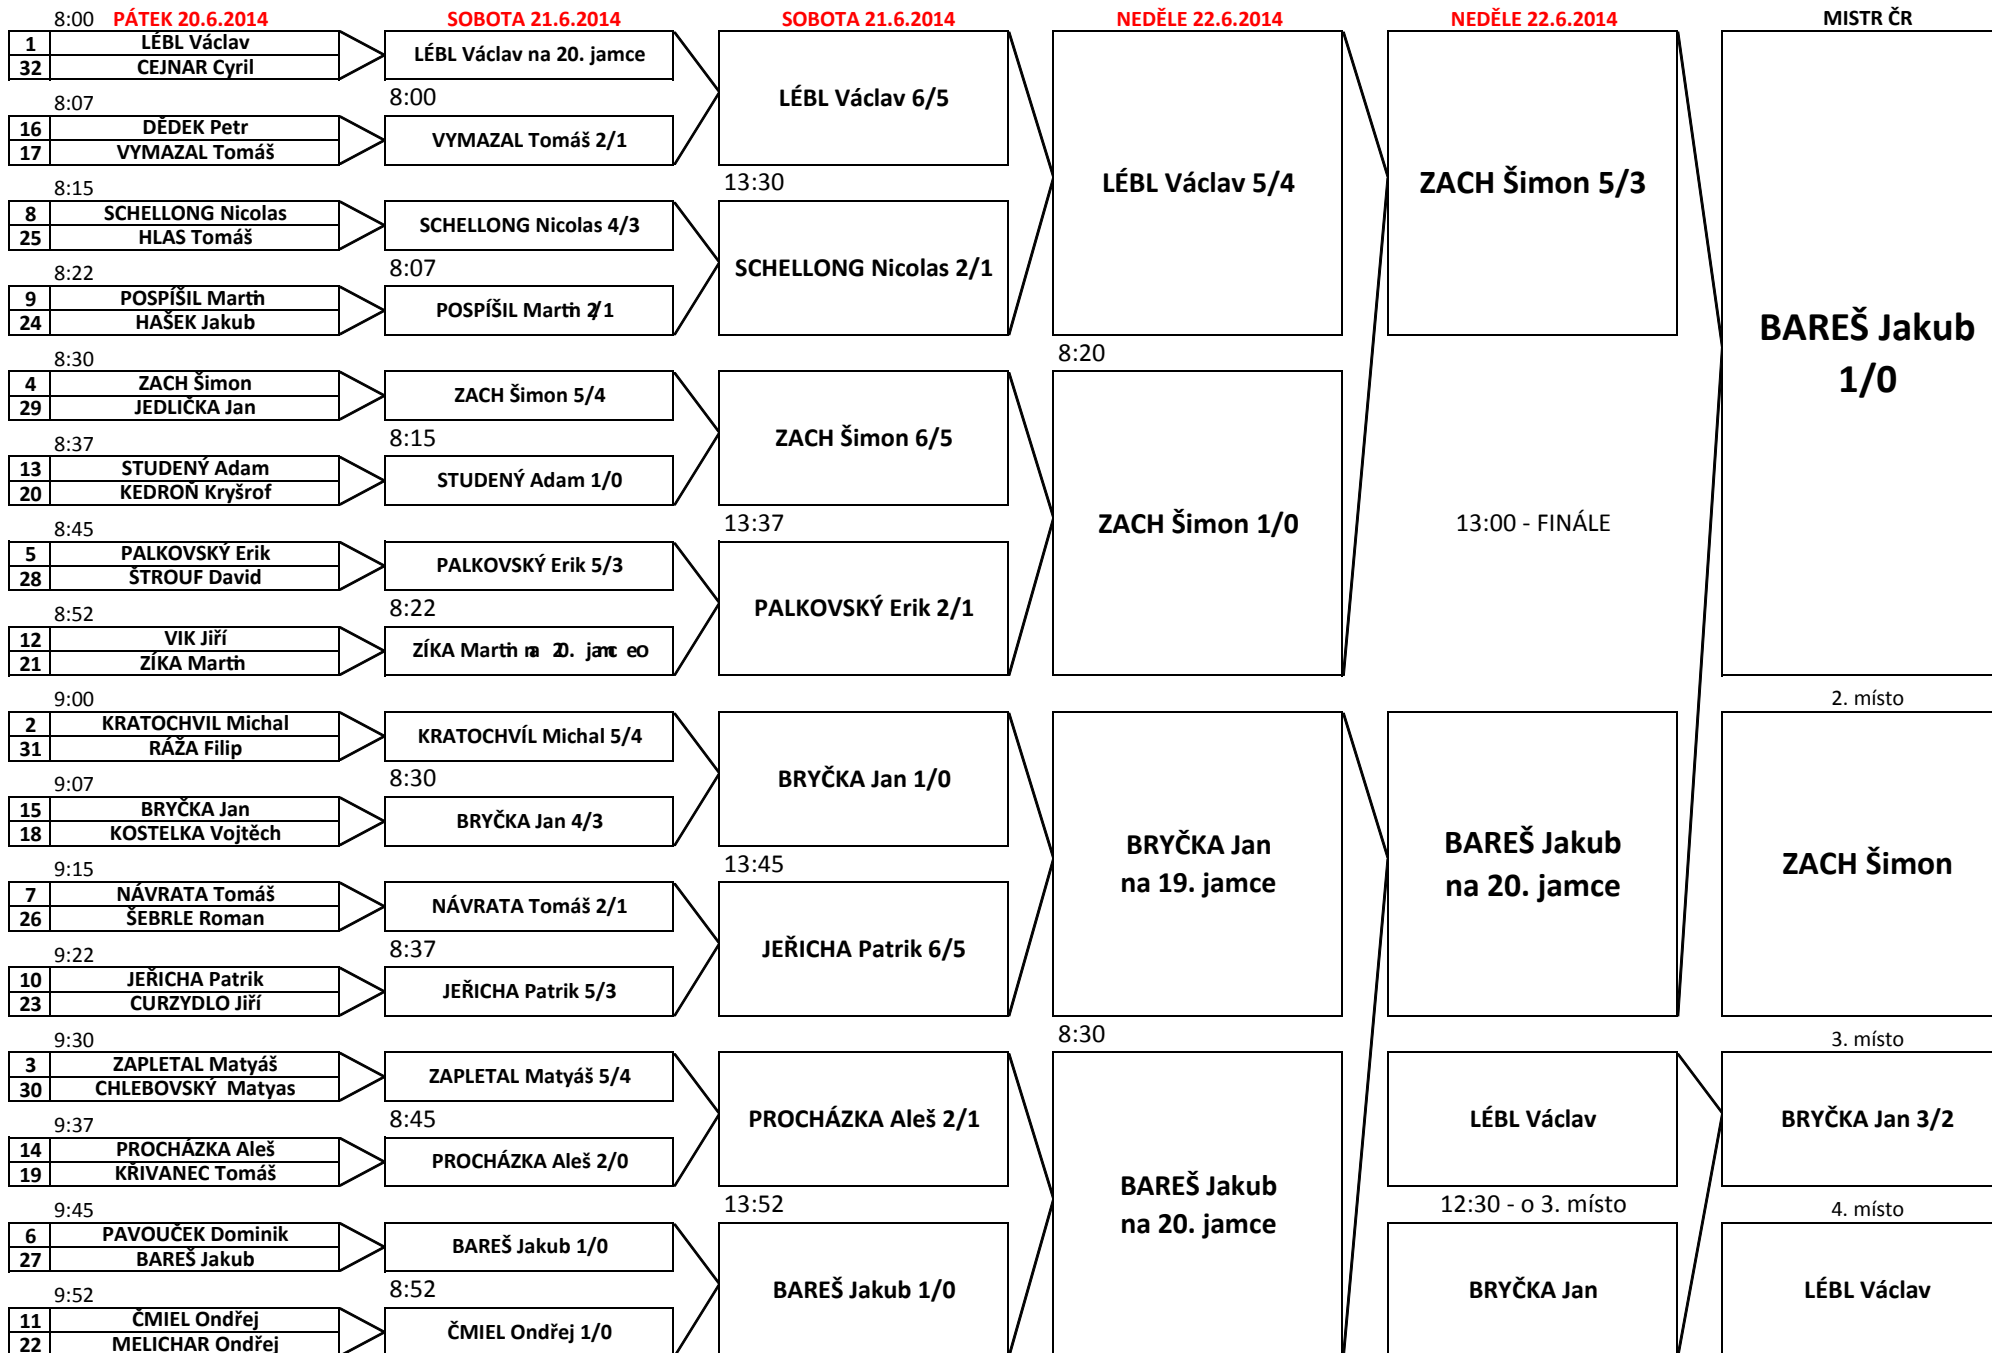 8:00 PÁTEK 20.6.2014
1 LÉBL Václav
32 CEJNAR Cyril
8:07
16 DĚDEK Petr
17 VYMAZAL Tomáš
8:15
8 SCHELLONG Nicolas
25 HLAS Tomáš
8:22
9 POSPÍŠIL Martin
24 HAŠEK Jakub
8:30
4 ZACH Šimon
29 JEDLIČKA Jan
8:37
13 STUDENÝ Adam
20 KEDROŇ Kryšrof
8:45
5 PALKOVSKÝ Erik
28 ŠTROUF David
8:52
12 VIK Jiří
21 ZÍKA Martin
9:00
2 KRATOCHVIL Michal
31 RÁŽA Filip
9:07
15 BRYČKA Jan
18 KOSTELKA Vojtěch
9:15
7 NÁVRATA Tomáš
26 ŠEBRLE Roman
9:22
10 JEŘICHA Patrik
23 CURZYDLO Jiří
9:30
3 ZAPLETAL Matyáš
30 CHLEBOVSKÝ Matyas
9:37
14 PROCHÁZKA Aleš
19 KŘIVANEC Tomáš
9:45
6 PAVOUČEK Dominik
27 BAREŠ Jakub
9:52
11 ČMIEL Ondřej
22 MELICHAR Ondřej
SOBOTA 21.6.2014
LÉBL Václav na 20. jamce
8:00
VYMAZAL Tomáš 2/1
SCHELLONG Nicolas 4/3
8:07
POSPÍŠIL Martin 2/1
ZACH Šimon 5/4
8:15
STUDENÝ Adam 1/0
PALKOVSKÝ Erik 5/3
8:22
ZÍKA Martin na 20. jamceo
KRATOCHVÍL Michal 5/4
8:30
BRYČKA Jan 4/3
NÁVRATA Tomáš 2/1
8:37
JEŘICHA Patrik 5/3
ZAPLETAL Matyáš 5/4
8:45
PROCHÁZKA Aleš 2/0
BAREŠ Jakub 1/0
8:52
ČMIEL Ondřej 1/0
SOBOTA 21.6.2014
LÉBL Václav 6/5
13:30
SCHELLONG Nicolas 2/1
ZACH Šimon 6/5
13:37
PALKOVSKÝ Erik 2/1
BRYČKA Jan 1/0
13:45
JEŘICHA Patrik 6/5
PROCHÁZKA Aleš 2/1
13:52
BAREŠ Jakub 1/0
NEDĚLE 22.6.2014
LÉBL Václav 5/4
8:20
ZACH Šimon 1/0
BRYČKA Jan
na 19. jamce
8:30
BAREŠ Jakub
na 20. jamce
NEDĚLE 22.6.2014
ZACH Šimon 5/3
13:00 - FINÁLE
BAREŠ Jakub
na 20. jamce
LÉBL Václav
12:30 - o 3. místo
BRYČKA Jan
MISTR ČR
BAREŠ Jakub
1/0
2. místo
ZACH Šimon
3. místo
BRYČKA Jan 3/2
4. místo
LÉBL Václav